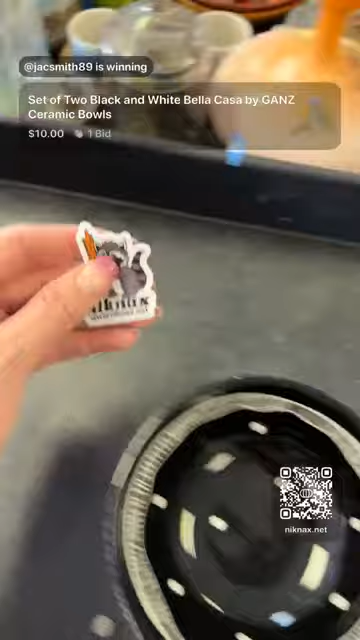 @jacsmith89 is winning
Set of Two Black and White Bella Casa by GANZ
Ceramic Bowls
$10.00 1 Bid
niknax.net